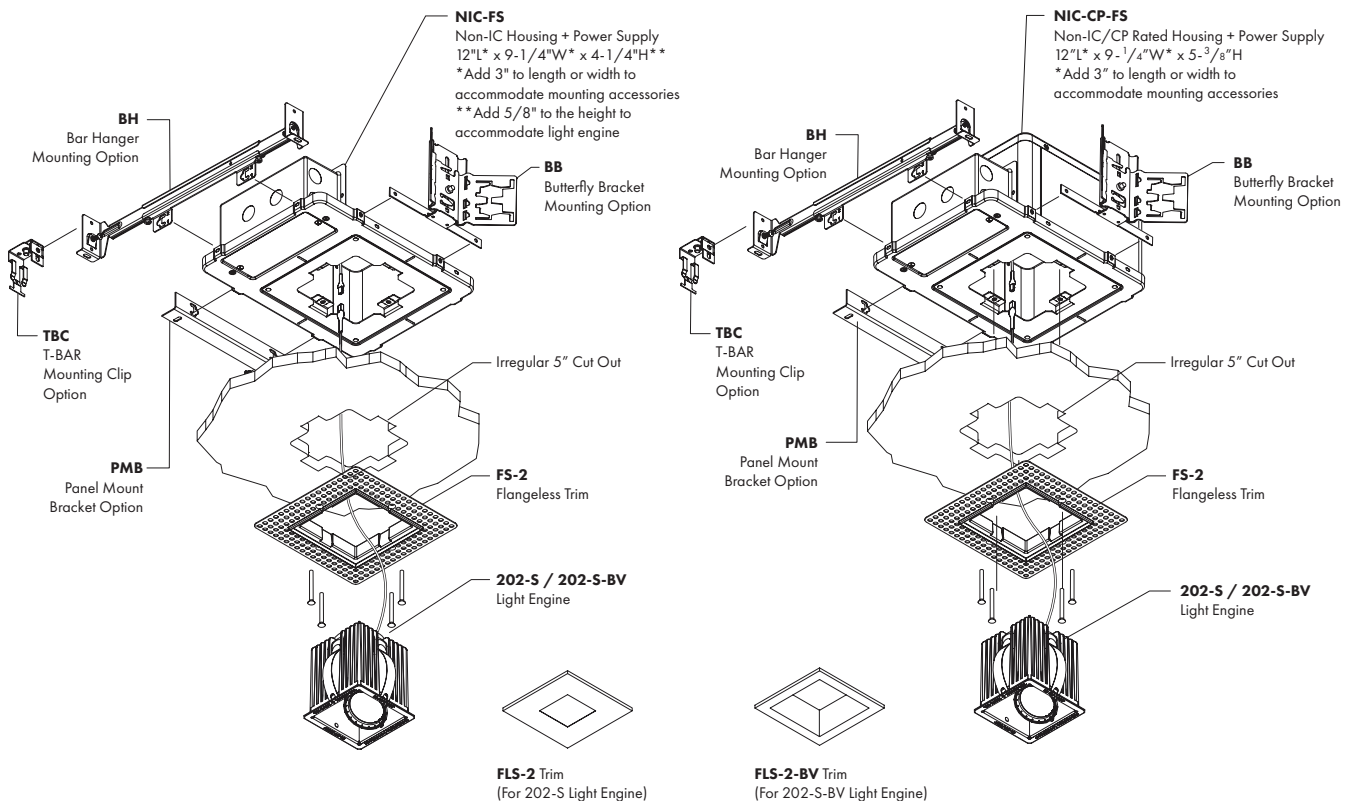 NIC-FS
Non-IC Housing + Power Supply
12"L* x 9-1/4"W* x 4-1/4"H**
*Add 3" to length or width to
accommodate mounting accessories
**Add 5/8" to the height to
accommodate light engine
BH
Bar Hanger
Mounting Option
BB
Butterfly Bracket
Mounting Option
TBC
T-BAR
Mounting Clip
Option
Irregular 5” Cut Out
PMB
Panel Mount
Bracket Option
FS-2
Flangeless Trim
202-S / 202-S-BV
Light Engine
FLS-2 Trim
(For 202-S Light Engine)
NIC-CP-FS
Non-IC/CP Rated Housing + Power Supply
12”L* x 9-1/4”W* x 5-3/8”H
*Add 3” to length or width to
accommodate mounting accessories
BH
Bar Hanger
Mounting Option
BB
Butterfly Bracket
Mounting Option
TBC
T-BAR
Mounting Clip
Option
Irregular 5” Cut Out
PMB
Panel Mount
Bracket Option
FS-2
Flangeless Trim
202-S / 202-S-BV
Light Engine
FLS-2-BV Trim
(For 202-S-BV Light Engine)